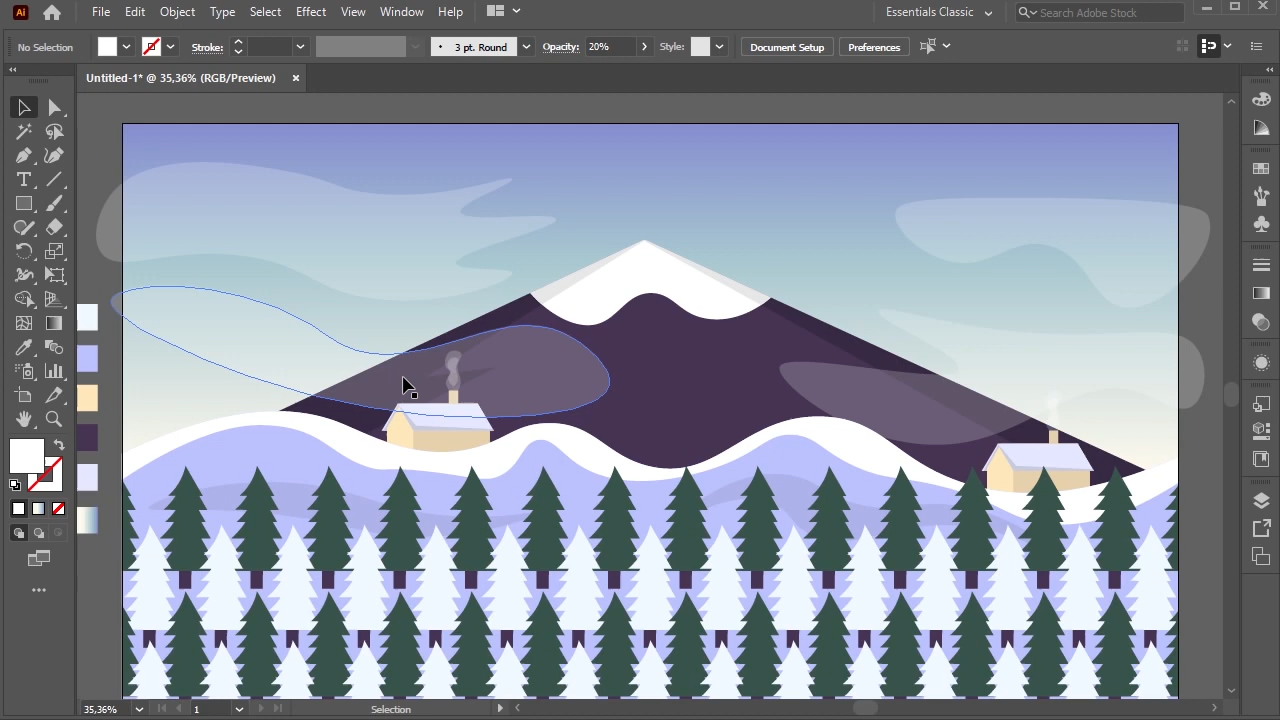 Ai File Edit Object Type Select Effect View Window Help Essentials Classic Search Adobe Stock
No Selection Stroke: 3 pt. Round Opacity: 20% Style: Document Setup Preferences
Untitled-1* @ 35,36% (RGB/Preview)
35,36% 1 Selection